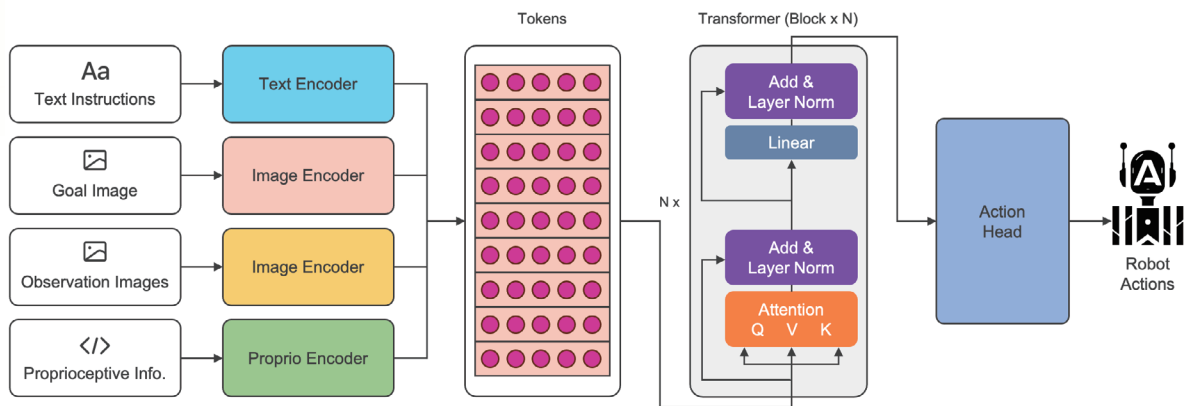 Tokens
Transformer (Block x N)
Aa
Text Instructions
Text Encoder
Goal Image
Image Encoder
Observation Images
Image Encoder
Proprioceptive Info.
Proprio Encoder
N x
Add &
Layer Norm
Linear
Add &
Layer Norm
Attention
Q V K
Action
Head
A
Robot
Actions